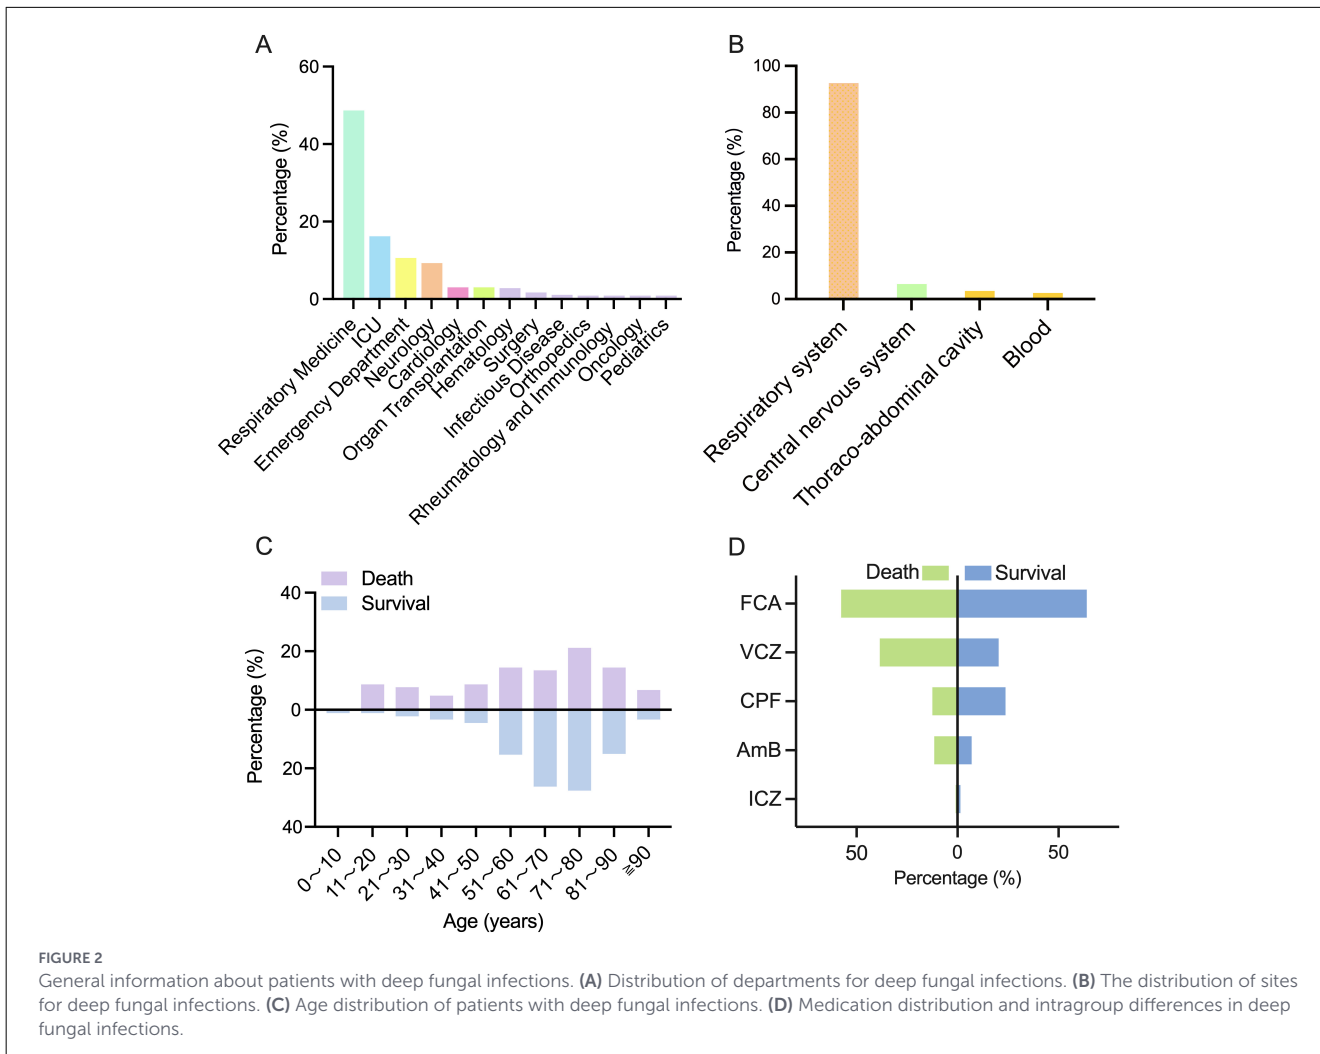 A
60
40
20
0
Percentage (%)
Respiratory Medicine
ICU
Emergency Department
Neurology
Cardiology
Organ Transplantation
Hematology
Surgery
Infectious Disease
Orthopedics
Rheumatology and Immunology
Oncology
Pediatrics
B
100
80
60
40
20
0
Percentage (%)
Respiratory system
Central nervous system
Thoraco-abdominal cavity
Blood
C
Death
Survival
40
20
0
20
40
Percentage (%)
0～10
11～20
21～30
31～40
41～50
51～60
61～70
71～80
81～90
≧90
Age (years)
D
Death
Survival
FCA
VCZ
CPF
AmB
ICZ
50
0
50
Percentage (%)
FIGURE 2
General information about patients with deep fungal infections. (A) Distribution of departments for deep fungal infections. (B) The distribution of sites
for deep fungal infections. (C) Age distribution of patients with deep fungal infections. (D) Medication distribution and intragroup differences in deep
fungal infections.